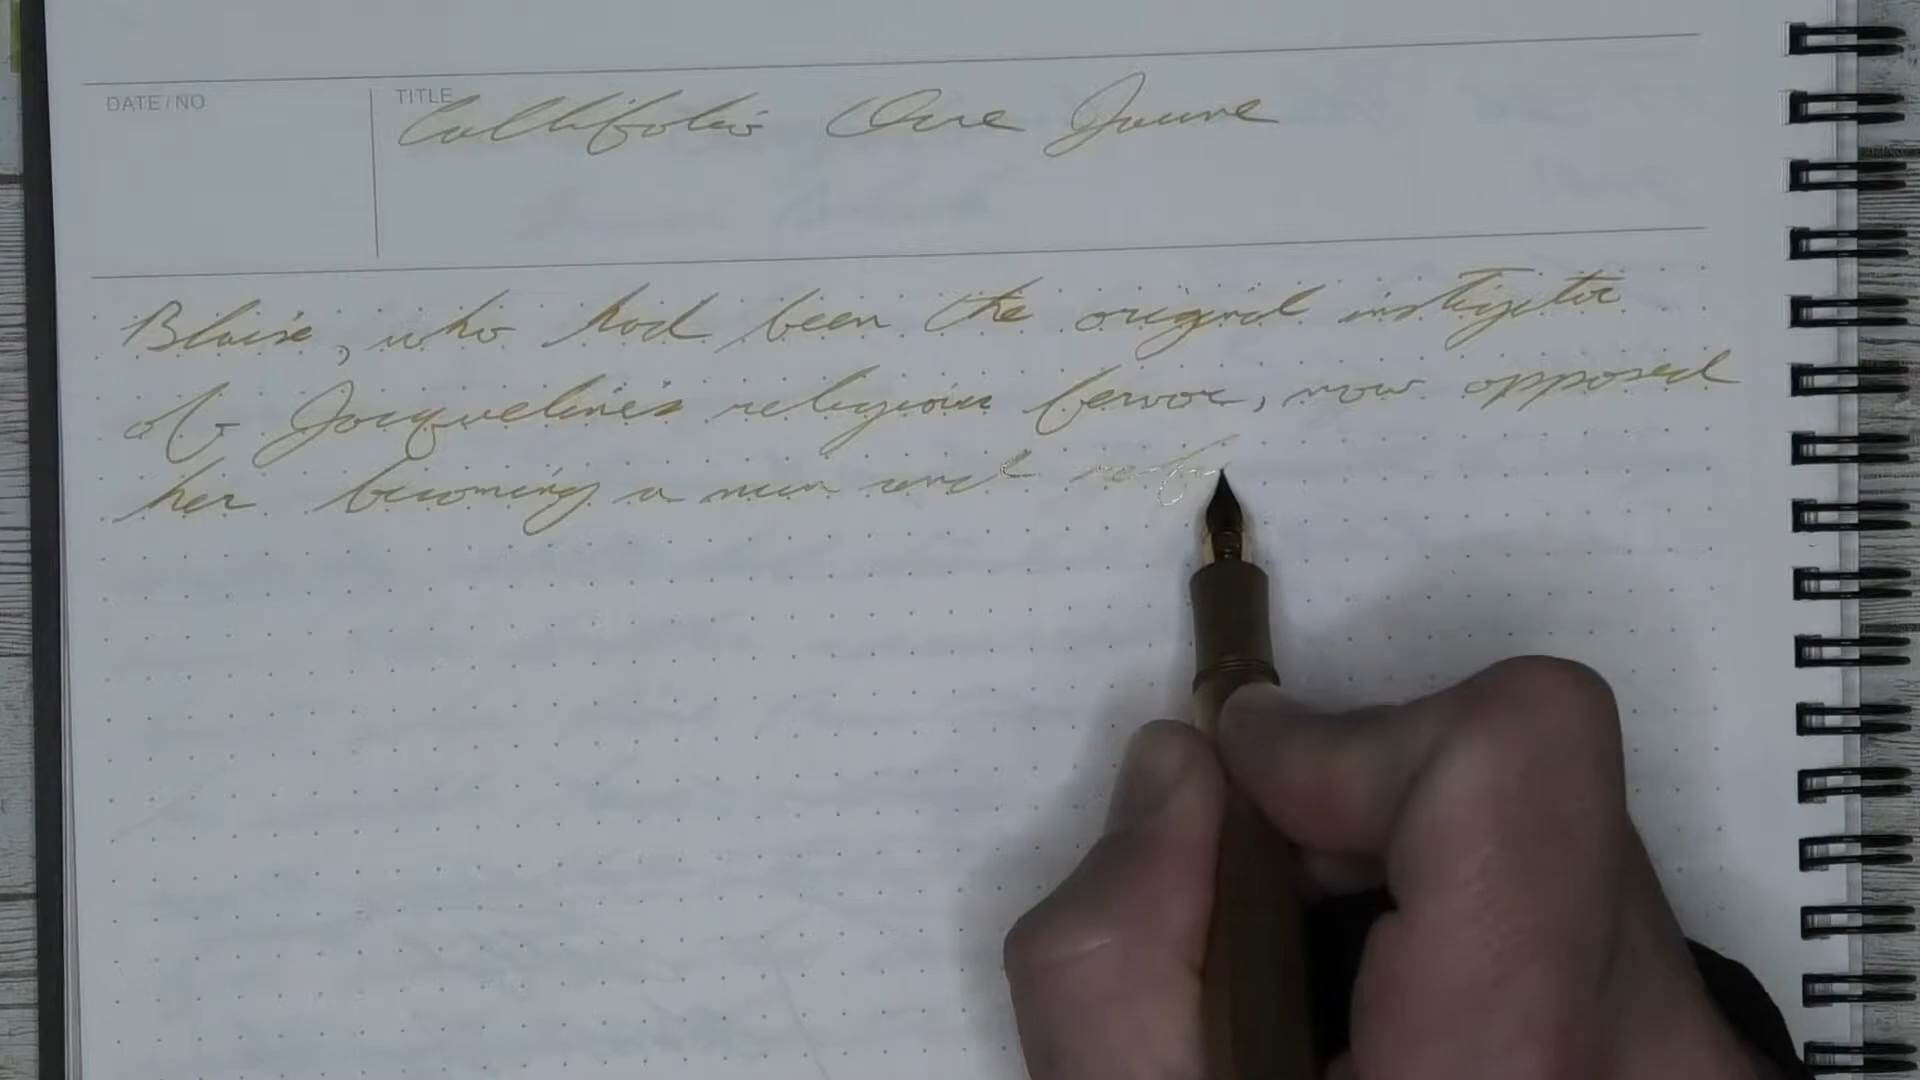 DATE/NO
TITLE
Callifolio Ocre Jaune
Blaise, who had been the original instigator
of Jacqueline's religious fervor, now opposed
her becoming a nun and refu